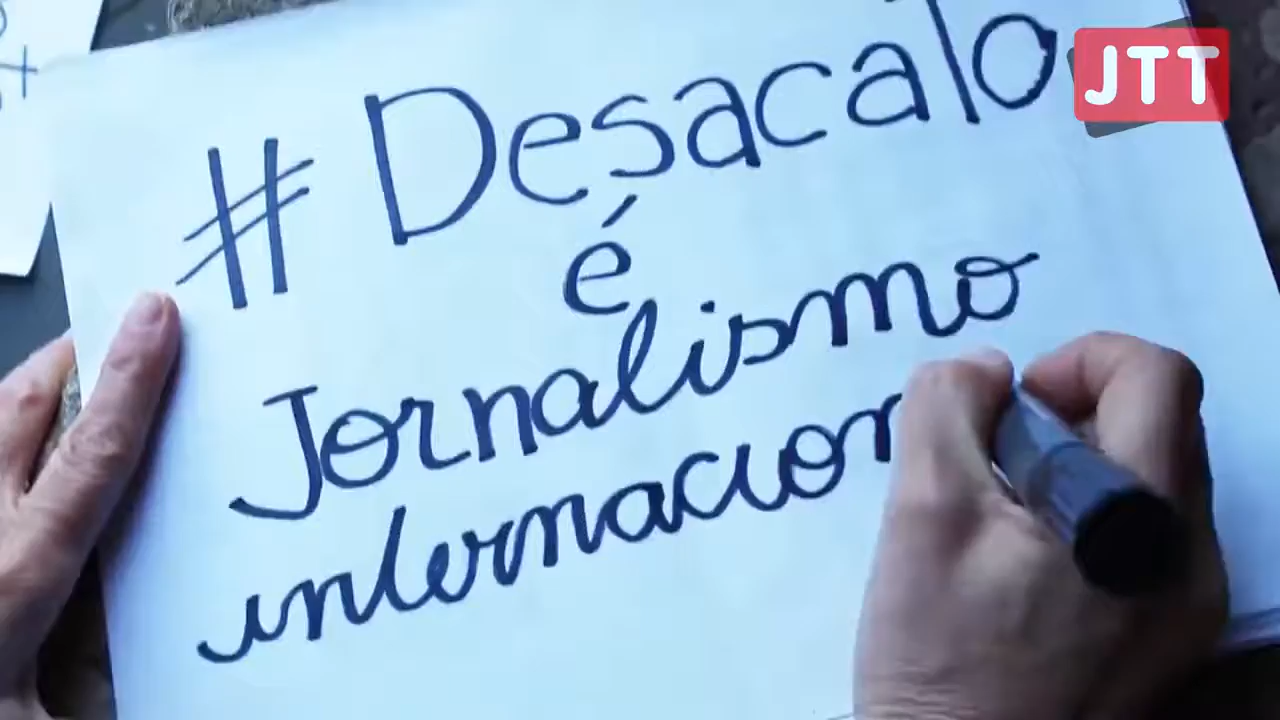 JTT
# Desacato
é
Jornalismo
internacion